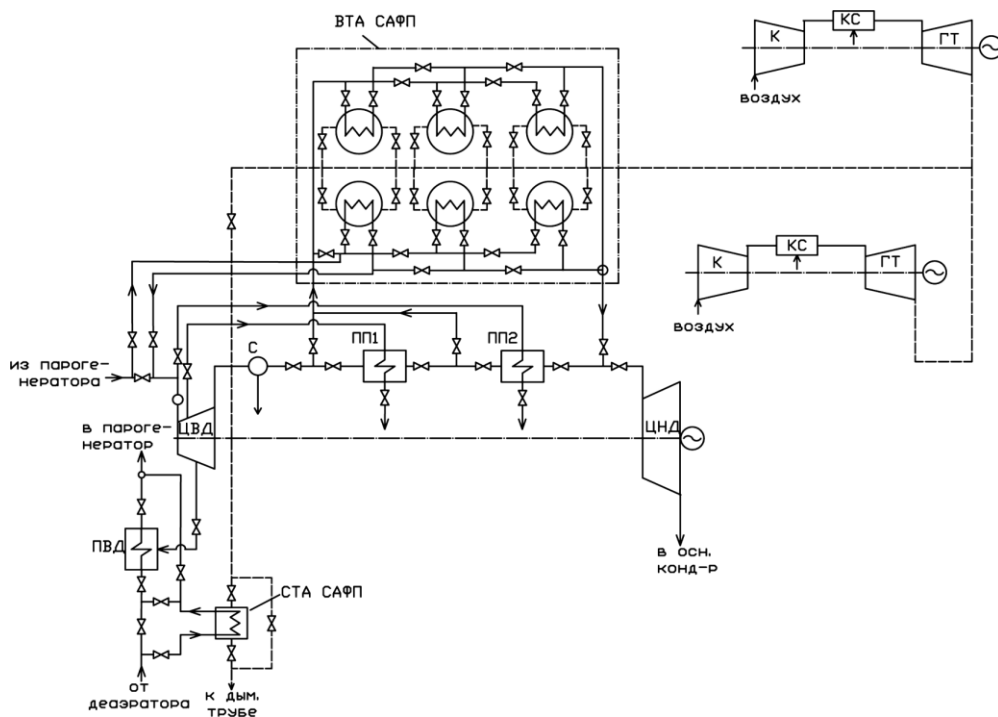 ВТА САФП
К
КС
ГТ
ВОЗДУХ
К
КС
ГТ
ВОЗДУХ
ИЗ ПАРОГЕ-
НЕРАТОРА
С
ПП1
ПП2
В ПАРОГЕ-
НЕРАТОР
ЦВД
ЦНД
ПВД
СТА САФП
В ОСН.
КОНД-Р
ОТ
ДЕАЭРАТОРА
К ДЫМ.
ТРУБЕ